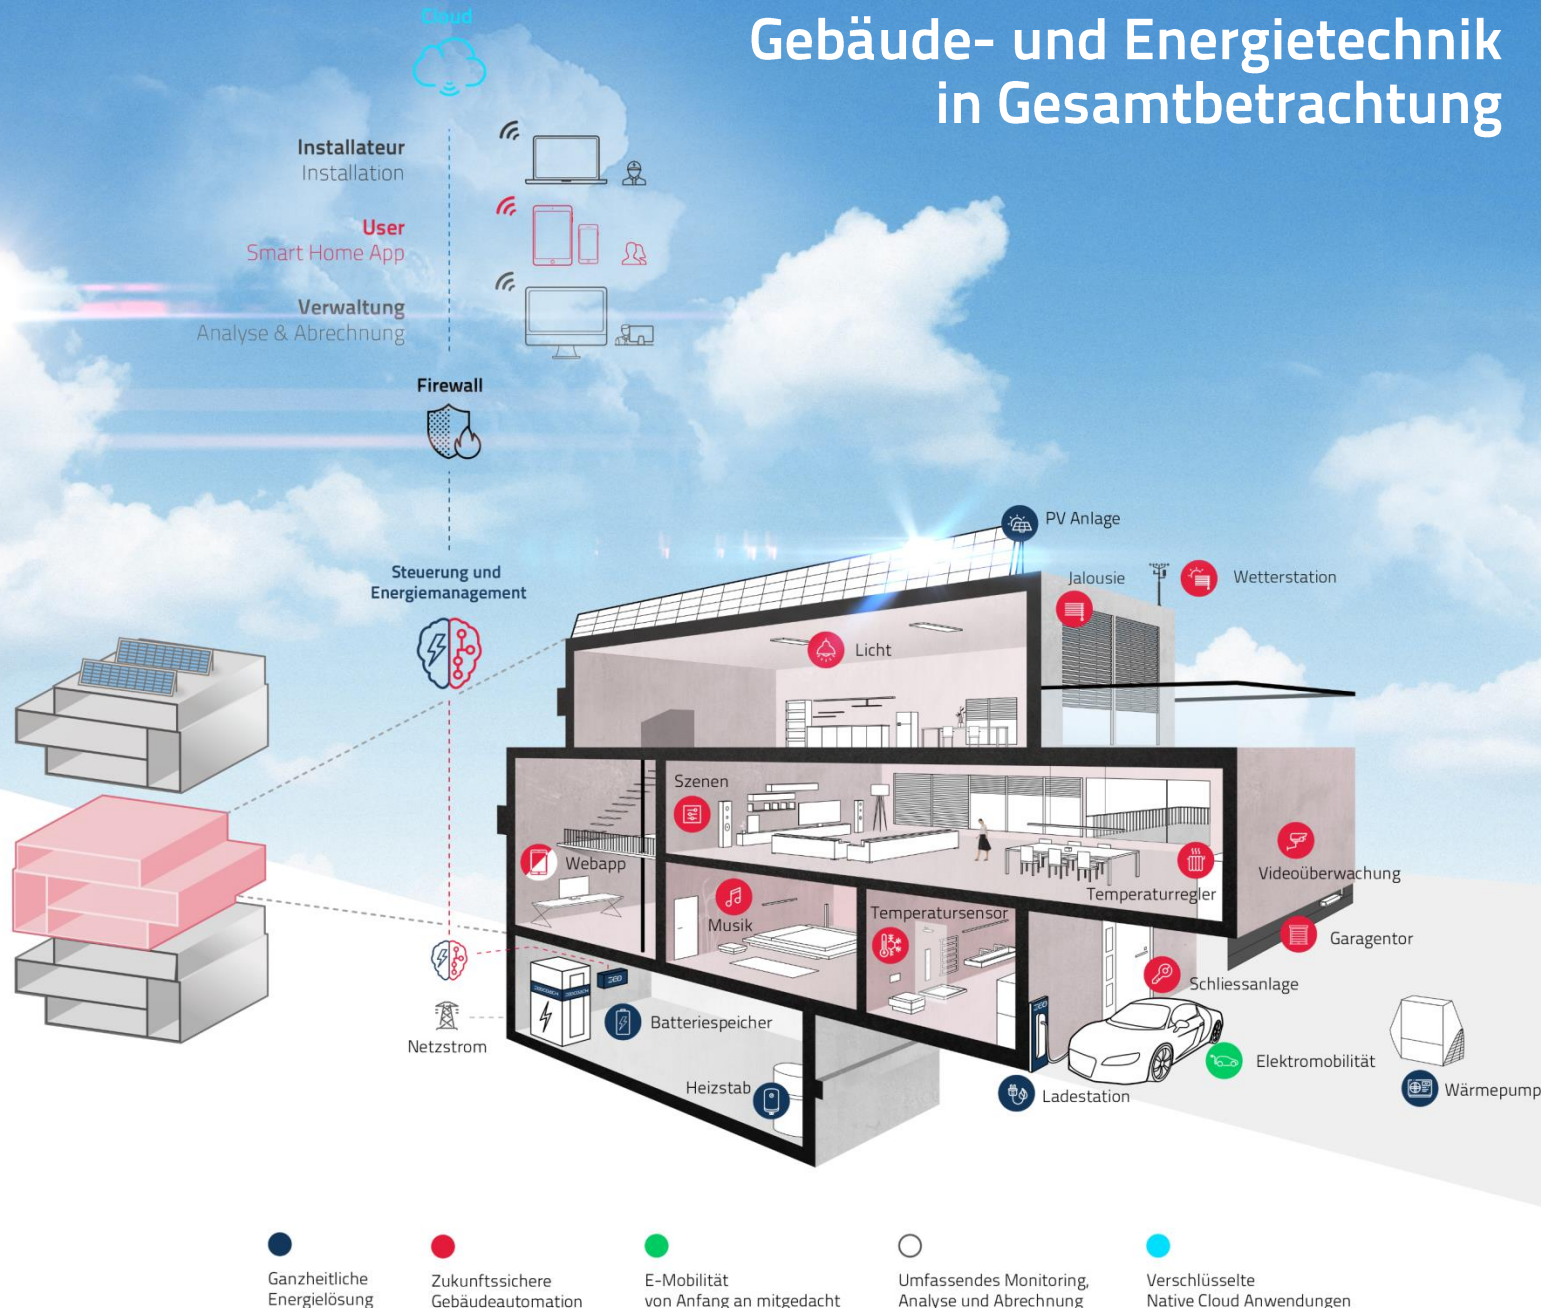 Cloud
Gebäude- und Energietechnik
in Gesamtbetrachtung
Installateur
Installation
User
Smart Home App
Verwaltung
Analyse & Abrechnung
Firewall
Steuerung und
Energiemanagement
PV Anlage
Jalousie
Wetterstation
Licht
Szenen
Webapp
Videoüberwachung
Temperaturregler
Musik
Temperatursensor
Garagentor
Schliessanlage
Netzstrom
Batteriespeicher
Elektromobilität
Heizstab
Ladestation
Wärmepump
Ganzheitliche
Energielösung
Zukunftssichere
Gebäudeautomation
E-Mobilität
von Anfang an mitgedacht
Umfassendes Monitoring,
Analyse und Abrechnung
Verschlüsselte
Native Cloud Anwendungen